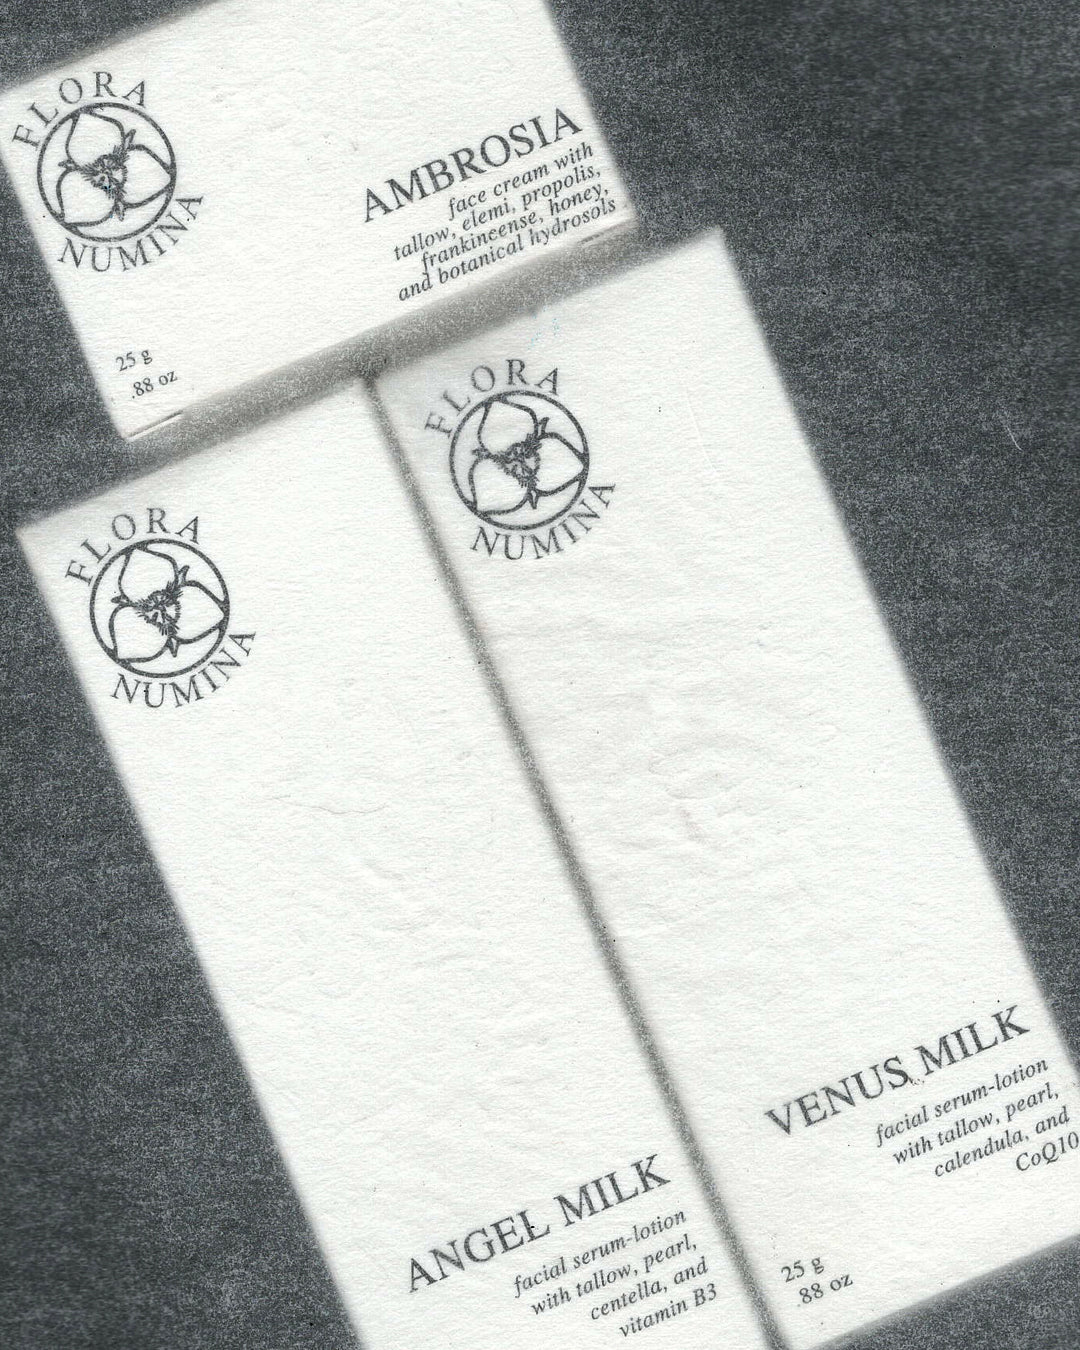 FLORA
NUMINA
AMBROSIA
face cream with
tallow, elemi, propolis,
frankincense, honey,
and botanical hydrosols
25 g
.88 oz
FLORA
NUMINA
VENUS MILK
facial serum-lotion
with tallow, pearl,
calendula, and
CoQ10
25 g
.88 oz
FLORA
NUMINA
ANGEL MILK
facial serum-lotion
with tallow, pearl,
centella, and
vitamin B3